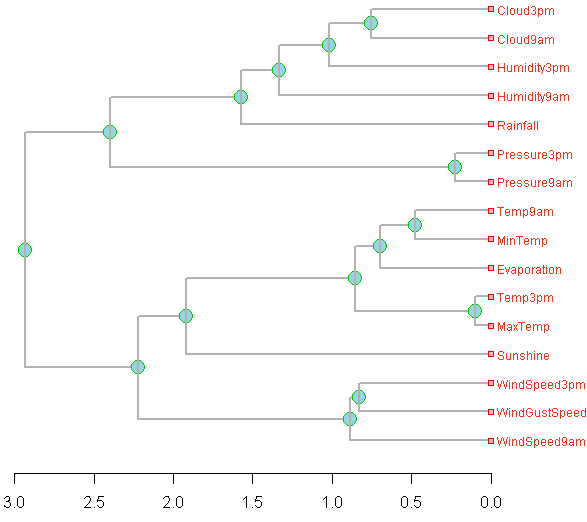 Cloud3pm
Cloud9am
Humidity3pm
Humidity9am
Rainfall
Pressure3pm
Pressure9am
Temp9am
MinTemp
Evaporation
Temp3pm
MaxTemp
Sunshine
WindSpeed3pm
WindGustSpeed
WindSpeed9am
3.0 2.5 2.0 1.5 1.0 0.5 0.0